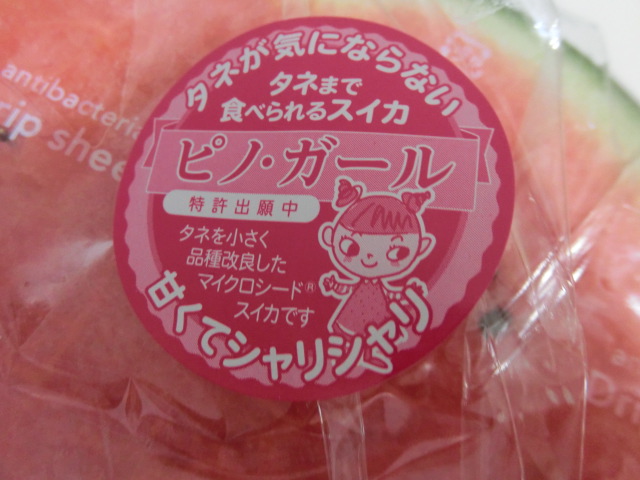 タネが気にならない
タネまで
食べられるスイカ
ピノ・ガール
特許出願中
タネを小さく
品種改良した
マイクロシード®
スイカです
甘くてシャリシャリ
antibacteria
rip shee